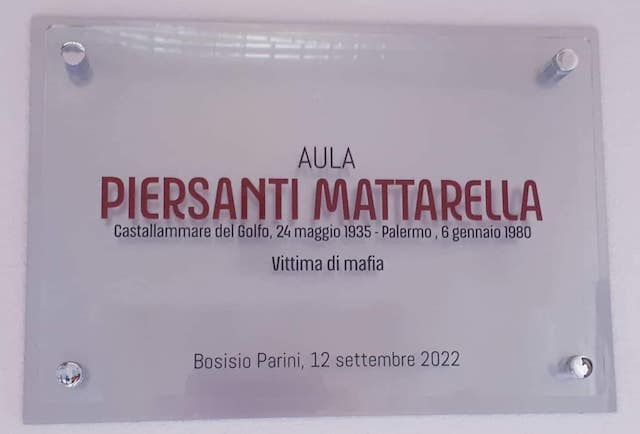 AULA
PIERSANTI MATTARELLA
Castallammare del Golfo, 24 maggio 1935 - Palermo , 6 gennaio 1980
Vittima di mafia
Bosisio Parini, 12 settembre 2022